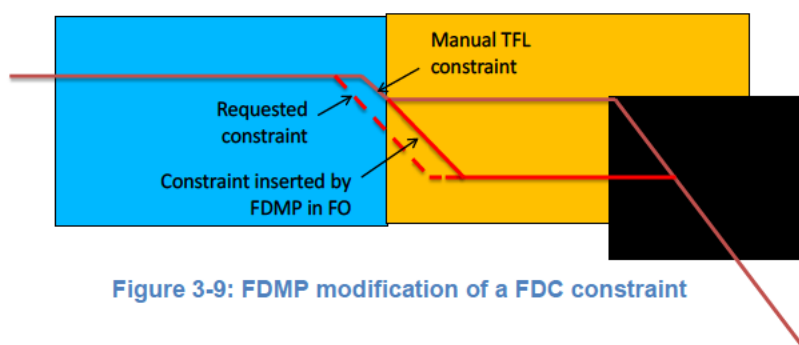 Manual TFL
constraint
Requested
constraint
Constraint inserted by
FDMP in FO
Figure 3-9: FDMP modification of a FDC constraint